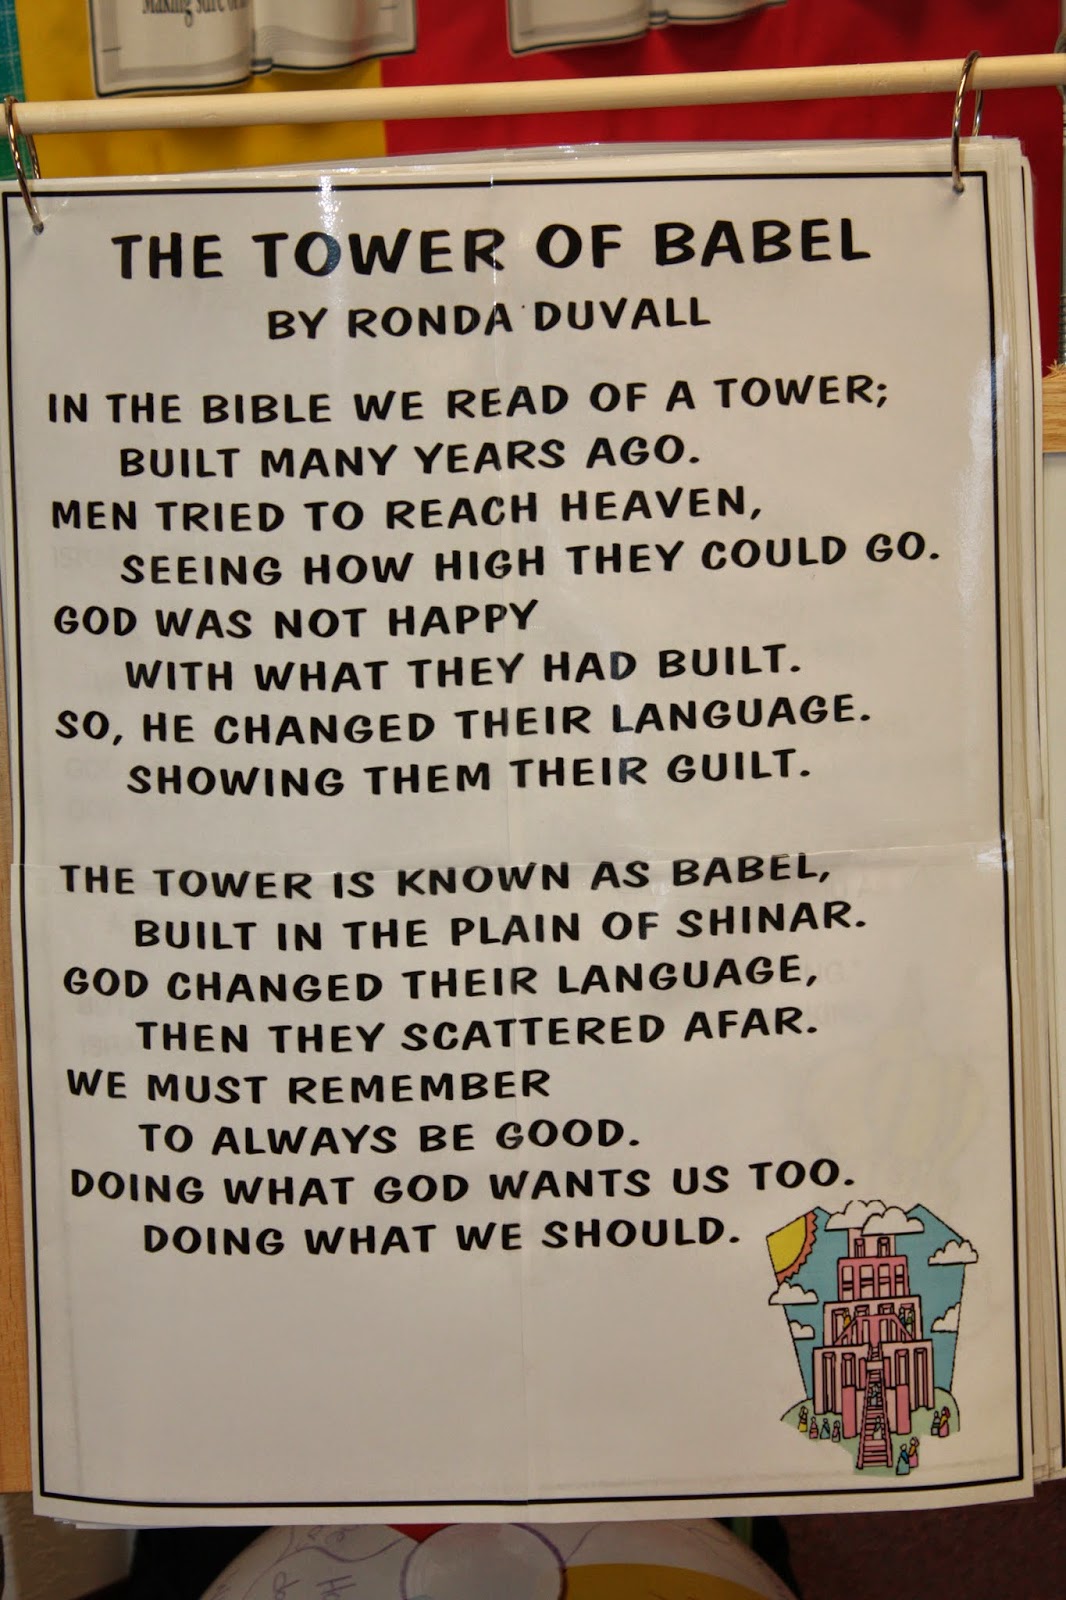 Making sure
THE TOWER OF BABEL
BY RONDA DUVALL
IN THE BIBLE WE READ OF A TOWER;
BUILT MANY YEARS AGO.
MEN TRIED TO REACH HEAVEN,
SEEING HOW HIGH THEY COULD GO.
GOD WAS NOT HAPPY
WITH WHAT THEY HAD BUILT.
SO, HE CHANGED THEIR LANGUAGE.
SHOWING THEM THEIR GUILT.
THE TOWER IS KNOWN AS BABEL,
BUILT IN THE PLAIN OF SHINAR.
GOD CHANGED THEIR LANGUAGE,
THEN THEY SCATTERED AFAR.
WE MUST REMEMBER
TO ALWAYS BE GOOD.
DOING WHAT GOD WANTS US TOO.
DOING WHAT WE SHOULD.